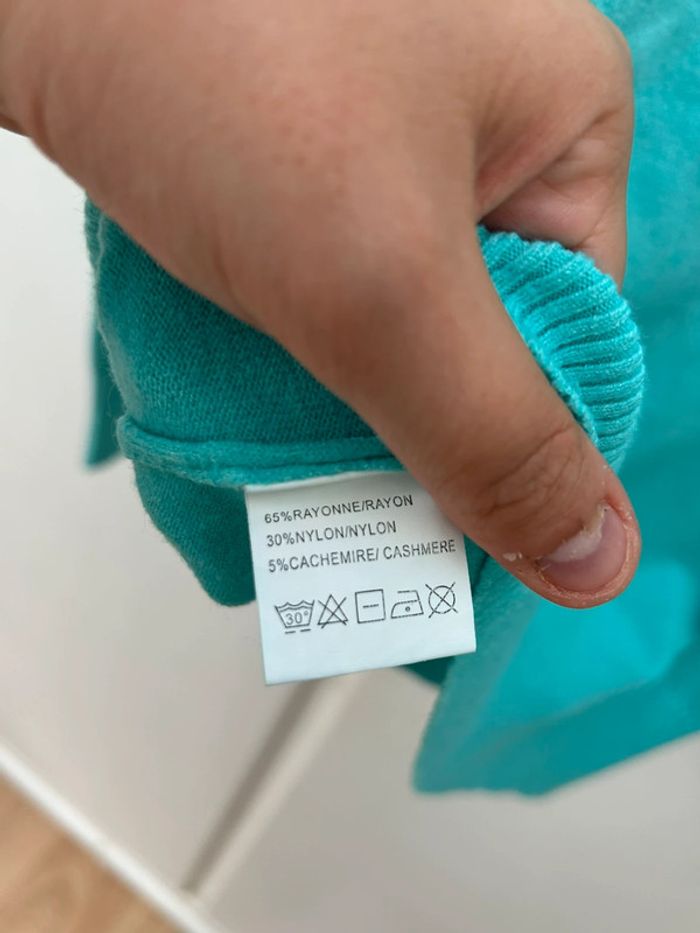 65%RAYONNE/RAYON
30%NYLON/NYLON
5%CACHEMIRE/ CASHMERE
30°